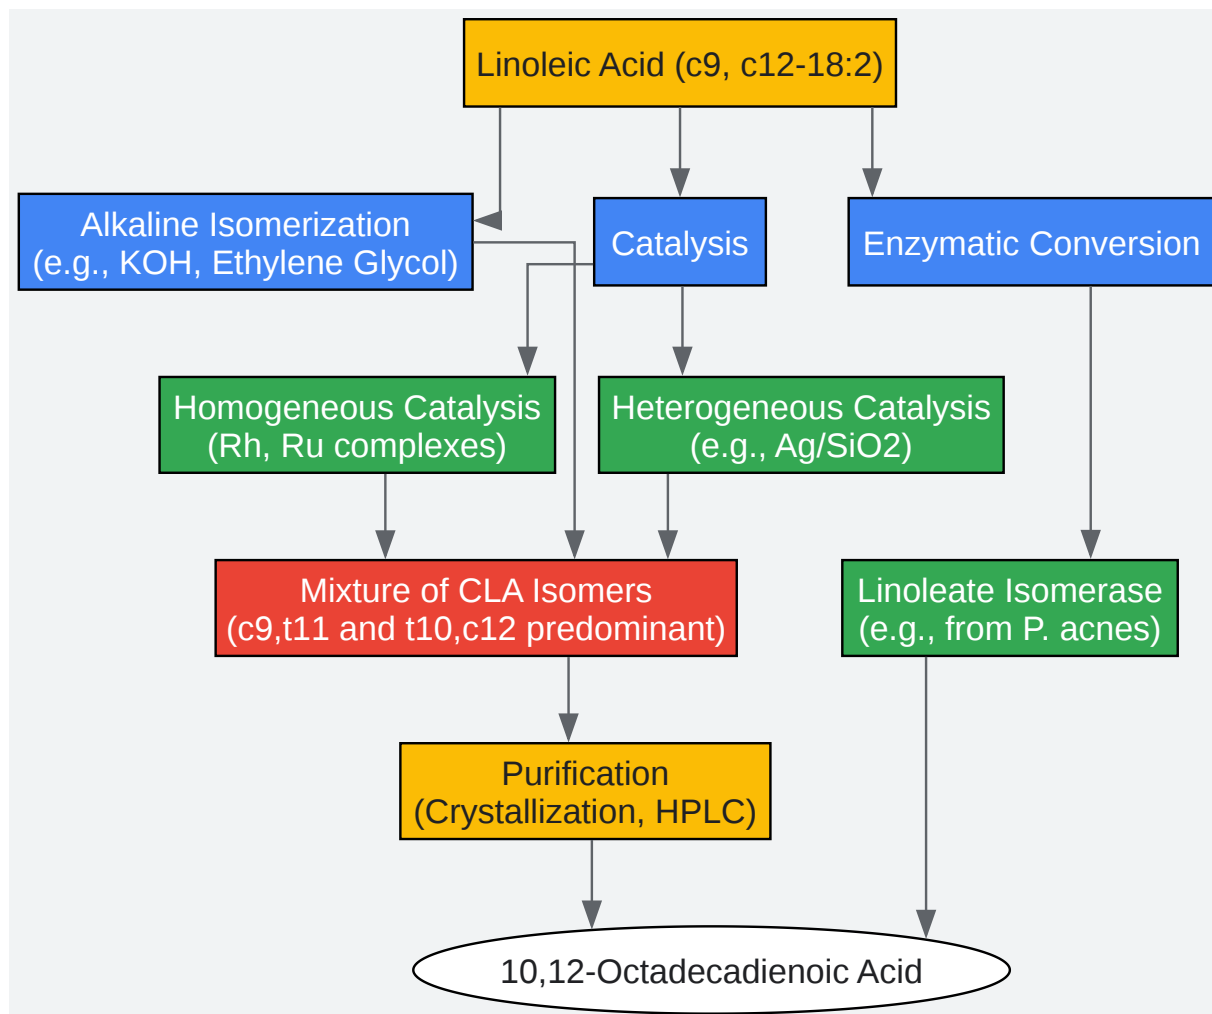 Linoleic Acid (c9, c12-18:2)
Alkaline Isomerization
(e.g., KOH, Ethylene Glycol)
Catalysis
Enzymatic Conversion
Homogeneous Catalysis
(Rh, Ru complexes)
Heterogeneous Catalysis
(e.g., Ag/SiO2)
Mixture of CLA Isomers
(c9,t11 and t10,c12 predominant)
Linoleate Isomerase
(e.g., from P. acnes)
Purification
(Crystallization, HPLC)
10,12-Octadecadienoic Acid